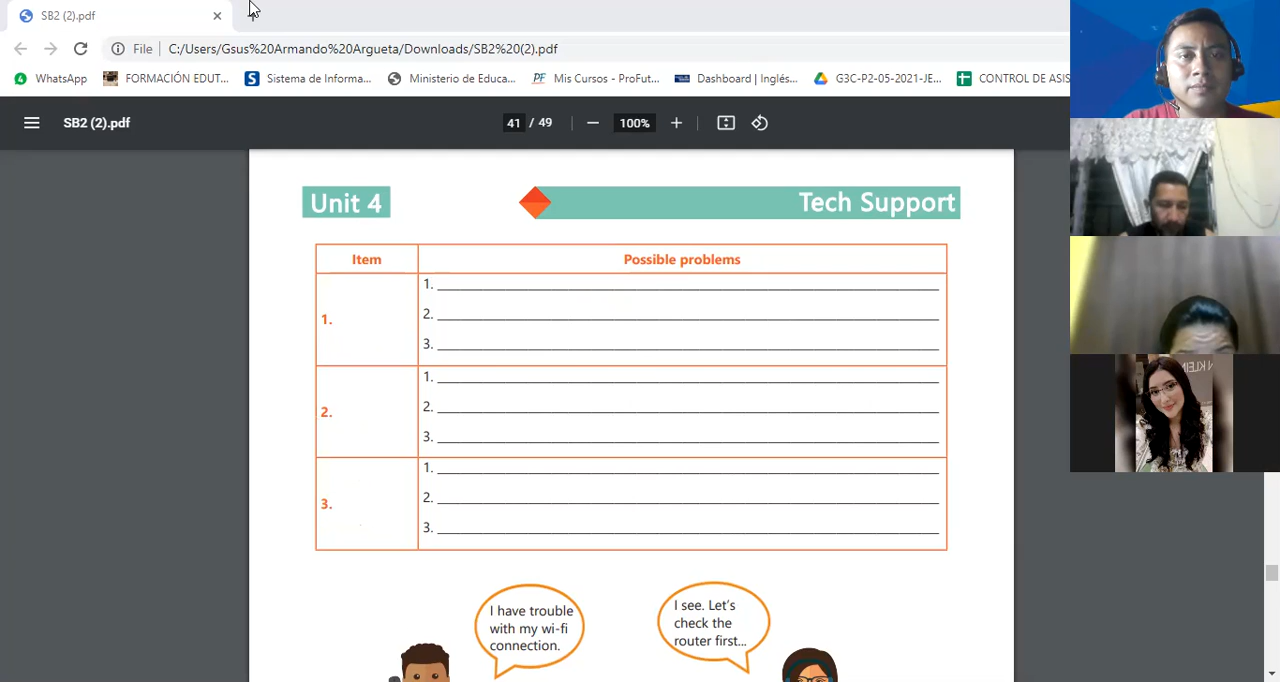 SB2 (2).pdf
File C:/Users/Gsus%20Armando%20Argueta/Downloads/SB2%20(2).pdf
WhatsApp FORMACIÓN EDUT... Sistema de Informa... Ministerio de Educa... PF Mis Cursos - ProFut... Dashboard | Inglés,... G3C-P2-05-2021-JE... CONTROL DE ASIS
SB2 (2).pdf 41 / 49 100%
Unit 4 Tech Support
Item Possible problems
1.
1.
2.
3.
2.
1.
2.
3.
3.
1.
2.
3.
I have trouble
with my wi-fi
connection.
I see. Let's
check the
router first...